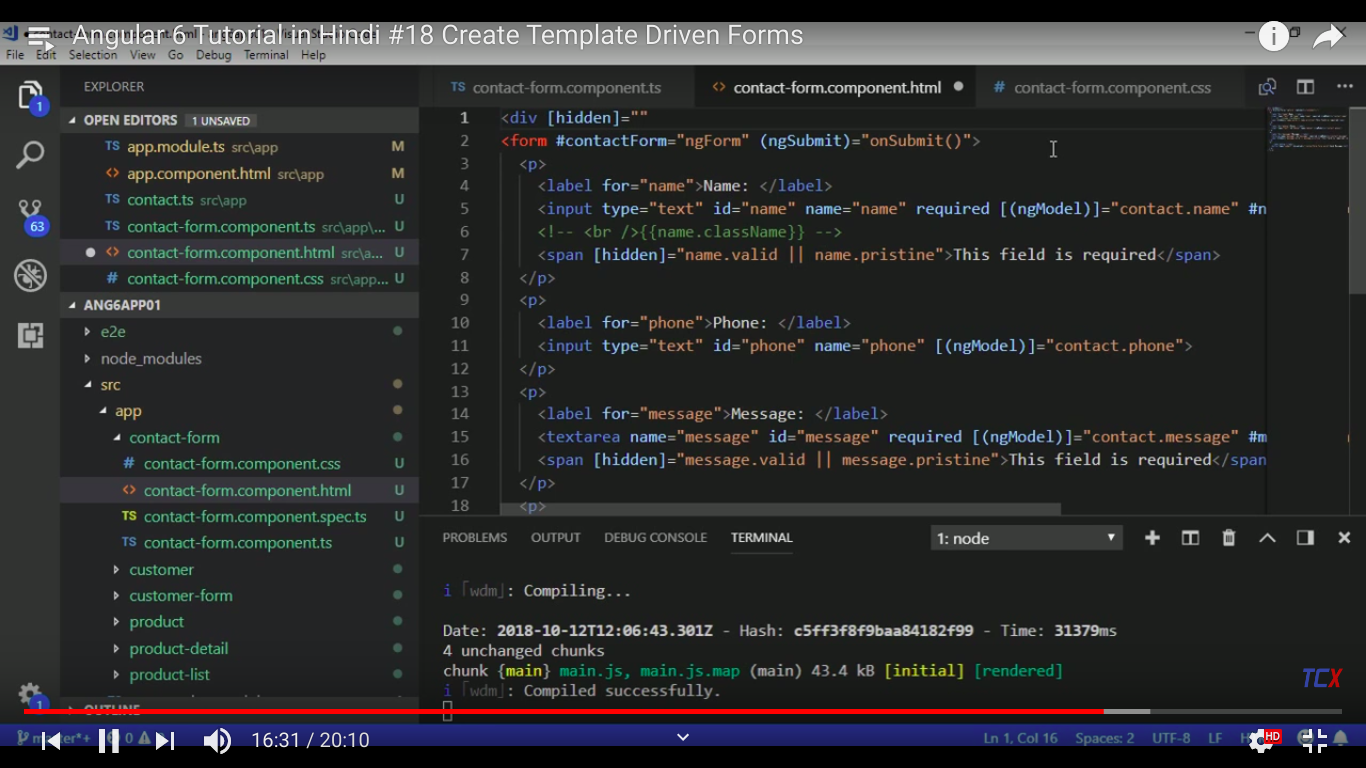 Angular 6 Tutorial in Hindi #18 Create Template Driven Forms
File Edit Selection View Go Debug Terminal Help
EXPLORER
OPEN EDITORS 1 UNSAVED
TS app.module.ts src\app M
<> app.component.html src\app M
TS contact.ts src\app U
TS contact-form.component.ts src\app\... U
<> contact-form.component.html src\a... U
# contact-form.component.css src\app... U
ANG6APP01
e2e
node_modules
src
app
contact-form
# contact-form.component.css U
<> contact-form.component.html U
TS contact-form.component.spec.ts U
TS contact-form.component.ts U
customer
customer-form
product
product-detail
product-list
OUTLINE
1
63
1
TS contact-form.component.ts <> contact-form.component.html # contact-form.component.css
1 <div [hidden]=""
2 <form #contactForm="ngForm" (ngSubmit)="onSubmit()">
3 <p>
4 <label for="name">Name: </label>
5 <input type="text" id="name" name="name" required [(ngModel)]="contact.name" #n
6 <!-- <br />{{name.className}} -->
7 <span [hidden]="name.valid || name.pristine">This field is required</span>
8 </p>
9 <p>
10 <label for="phone">Phone: </label>
11 <input type="text" id="phone" name="phone" [(ngModel)]="contact.phone">
12 </p>
13 <p>
14 <label for="message">Message: </label>
15 <textarea name="message" id="message" required [(ngModel)]="contact.message" #m
16 <span [hidden]="message.valid || message.pristine">This field is required</span
17 </p>
18 <p>
PROBLEMS OUTPUT DEBUG CONSOLE TERMINAL 1: node
i ｢wdm｣: Compiling...
Date: 2018-10-12T12:06:43.301Z - Hash: c5ff3f8f9baa84182f99 - Time: 31379ms
4 unchanged chunks
chunk {main} main.js, main.js.map (main) 43.4 kB [initial] [rendered]
i ｢wdm｣: Compiled successfully.
TCX
16:31 / 20:10
Ln 1, Col 16 Spaces: 2 UTF-8 LF
HD